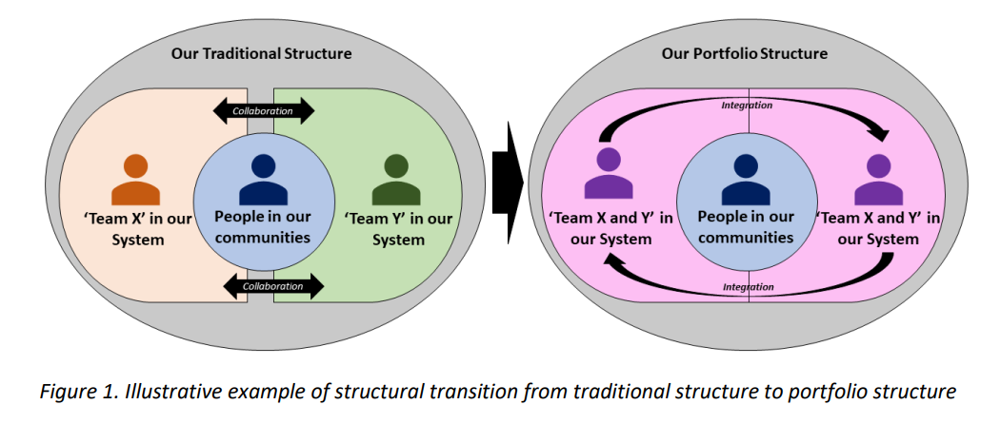 Our Traditional Structure
Collaboration
'Team X' in our
System
People in our
communities
'Team Y' in our
System
Collaboration
Our Portfolio Structure
Integration
'Team X and Y' in
our System
People in our
communities
'Team X and Y' in
our System
Integration
Figure 1. Illustrative example of structural transition from traditional structure to portfolio structure